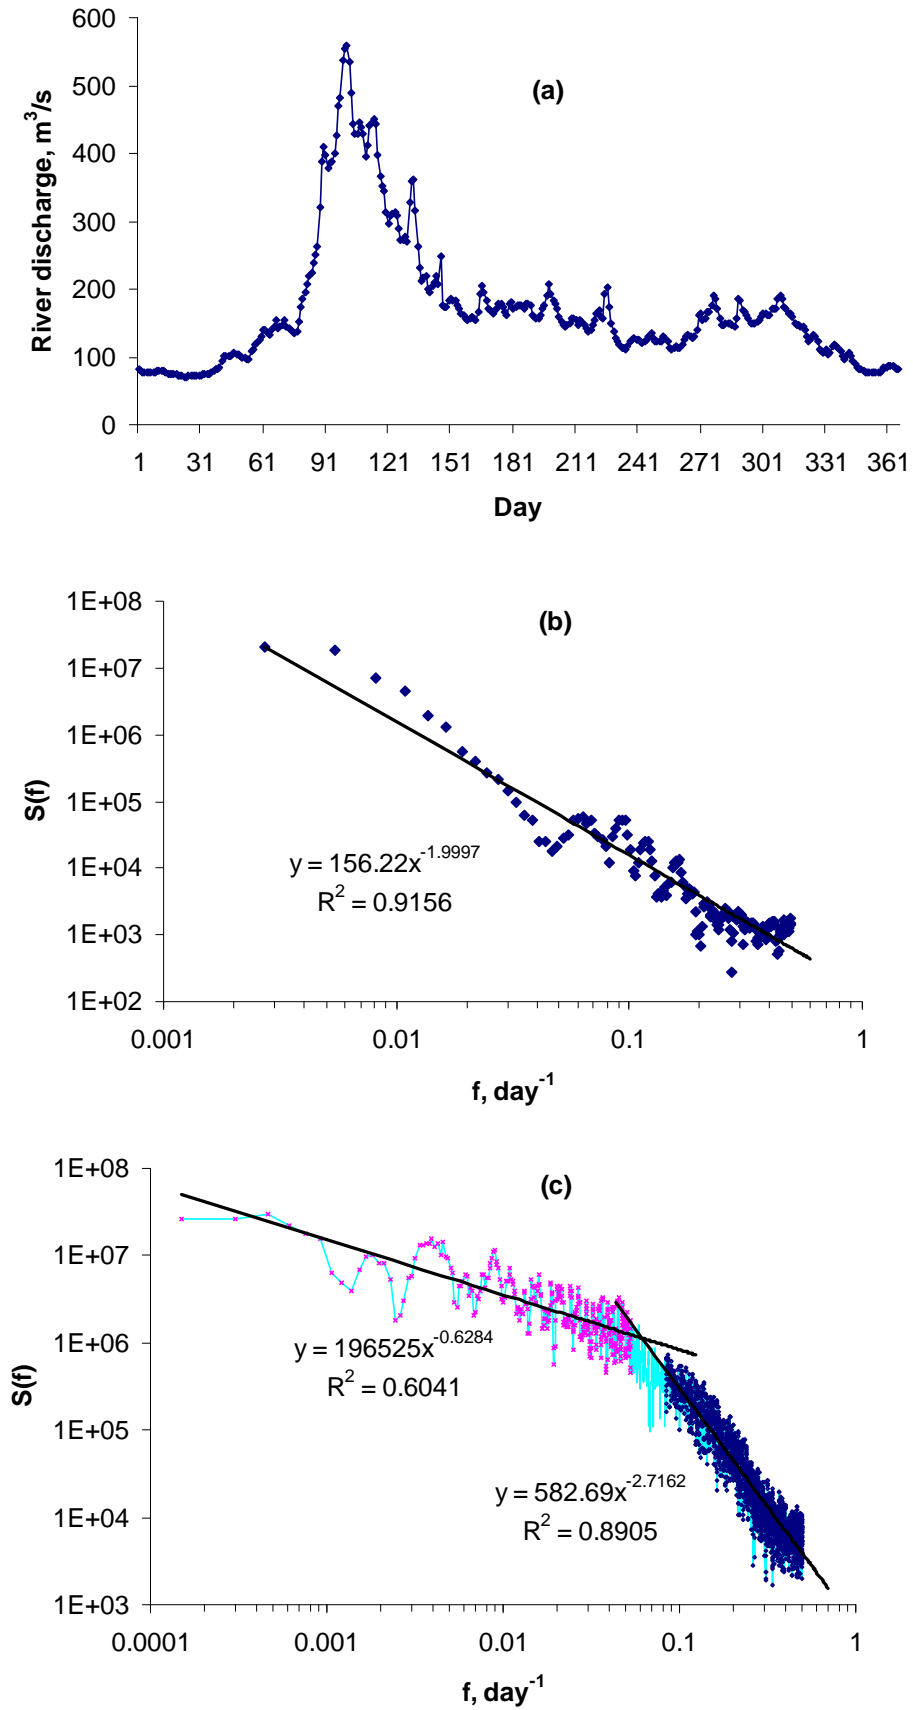 600
(a)
500
400
300
200
100
0
River discharge, m³/s
1 31 61 91 121 151 181 211 241 271 301 331 361
Day
1E+08
(b)
1E+07
1E+06
1E+05
1E+04
1E+03
1E+02
S(f)
y = 156.22x^-1.9997
R² = 0.9156
0.001 0.01 0.1 1
f, day^-1
1E+08
(c)
1E+07
1E+06
1E+05
1E+04
1E+03
S(f)
y = 196525x^-0.6284
R² = 0.6041
y = 582.69x^-2.7162
R² = 0.8905
0.0001 0.001 0.01 0.1 1
f, day^-1